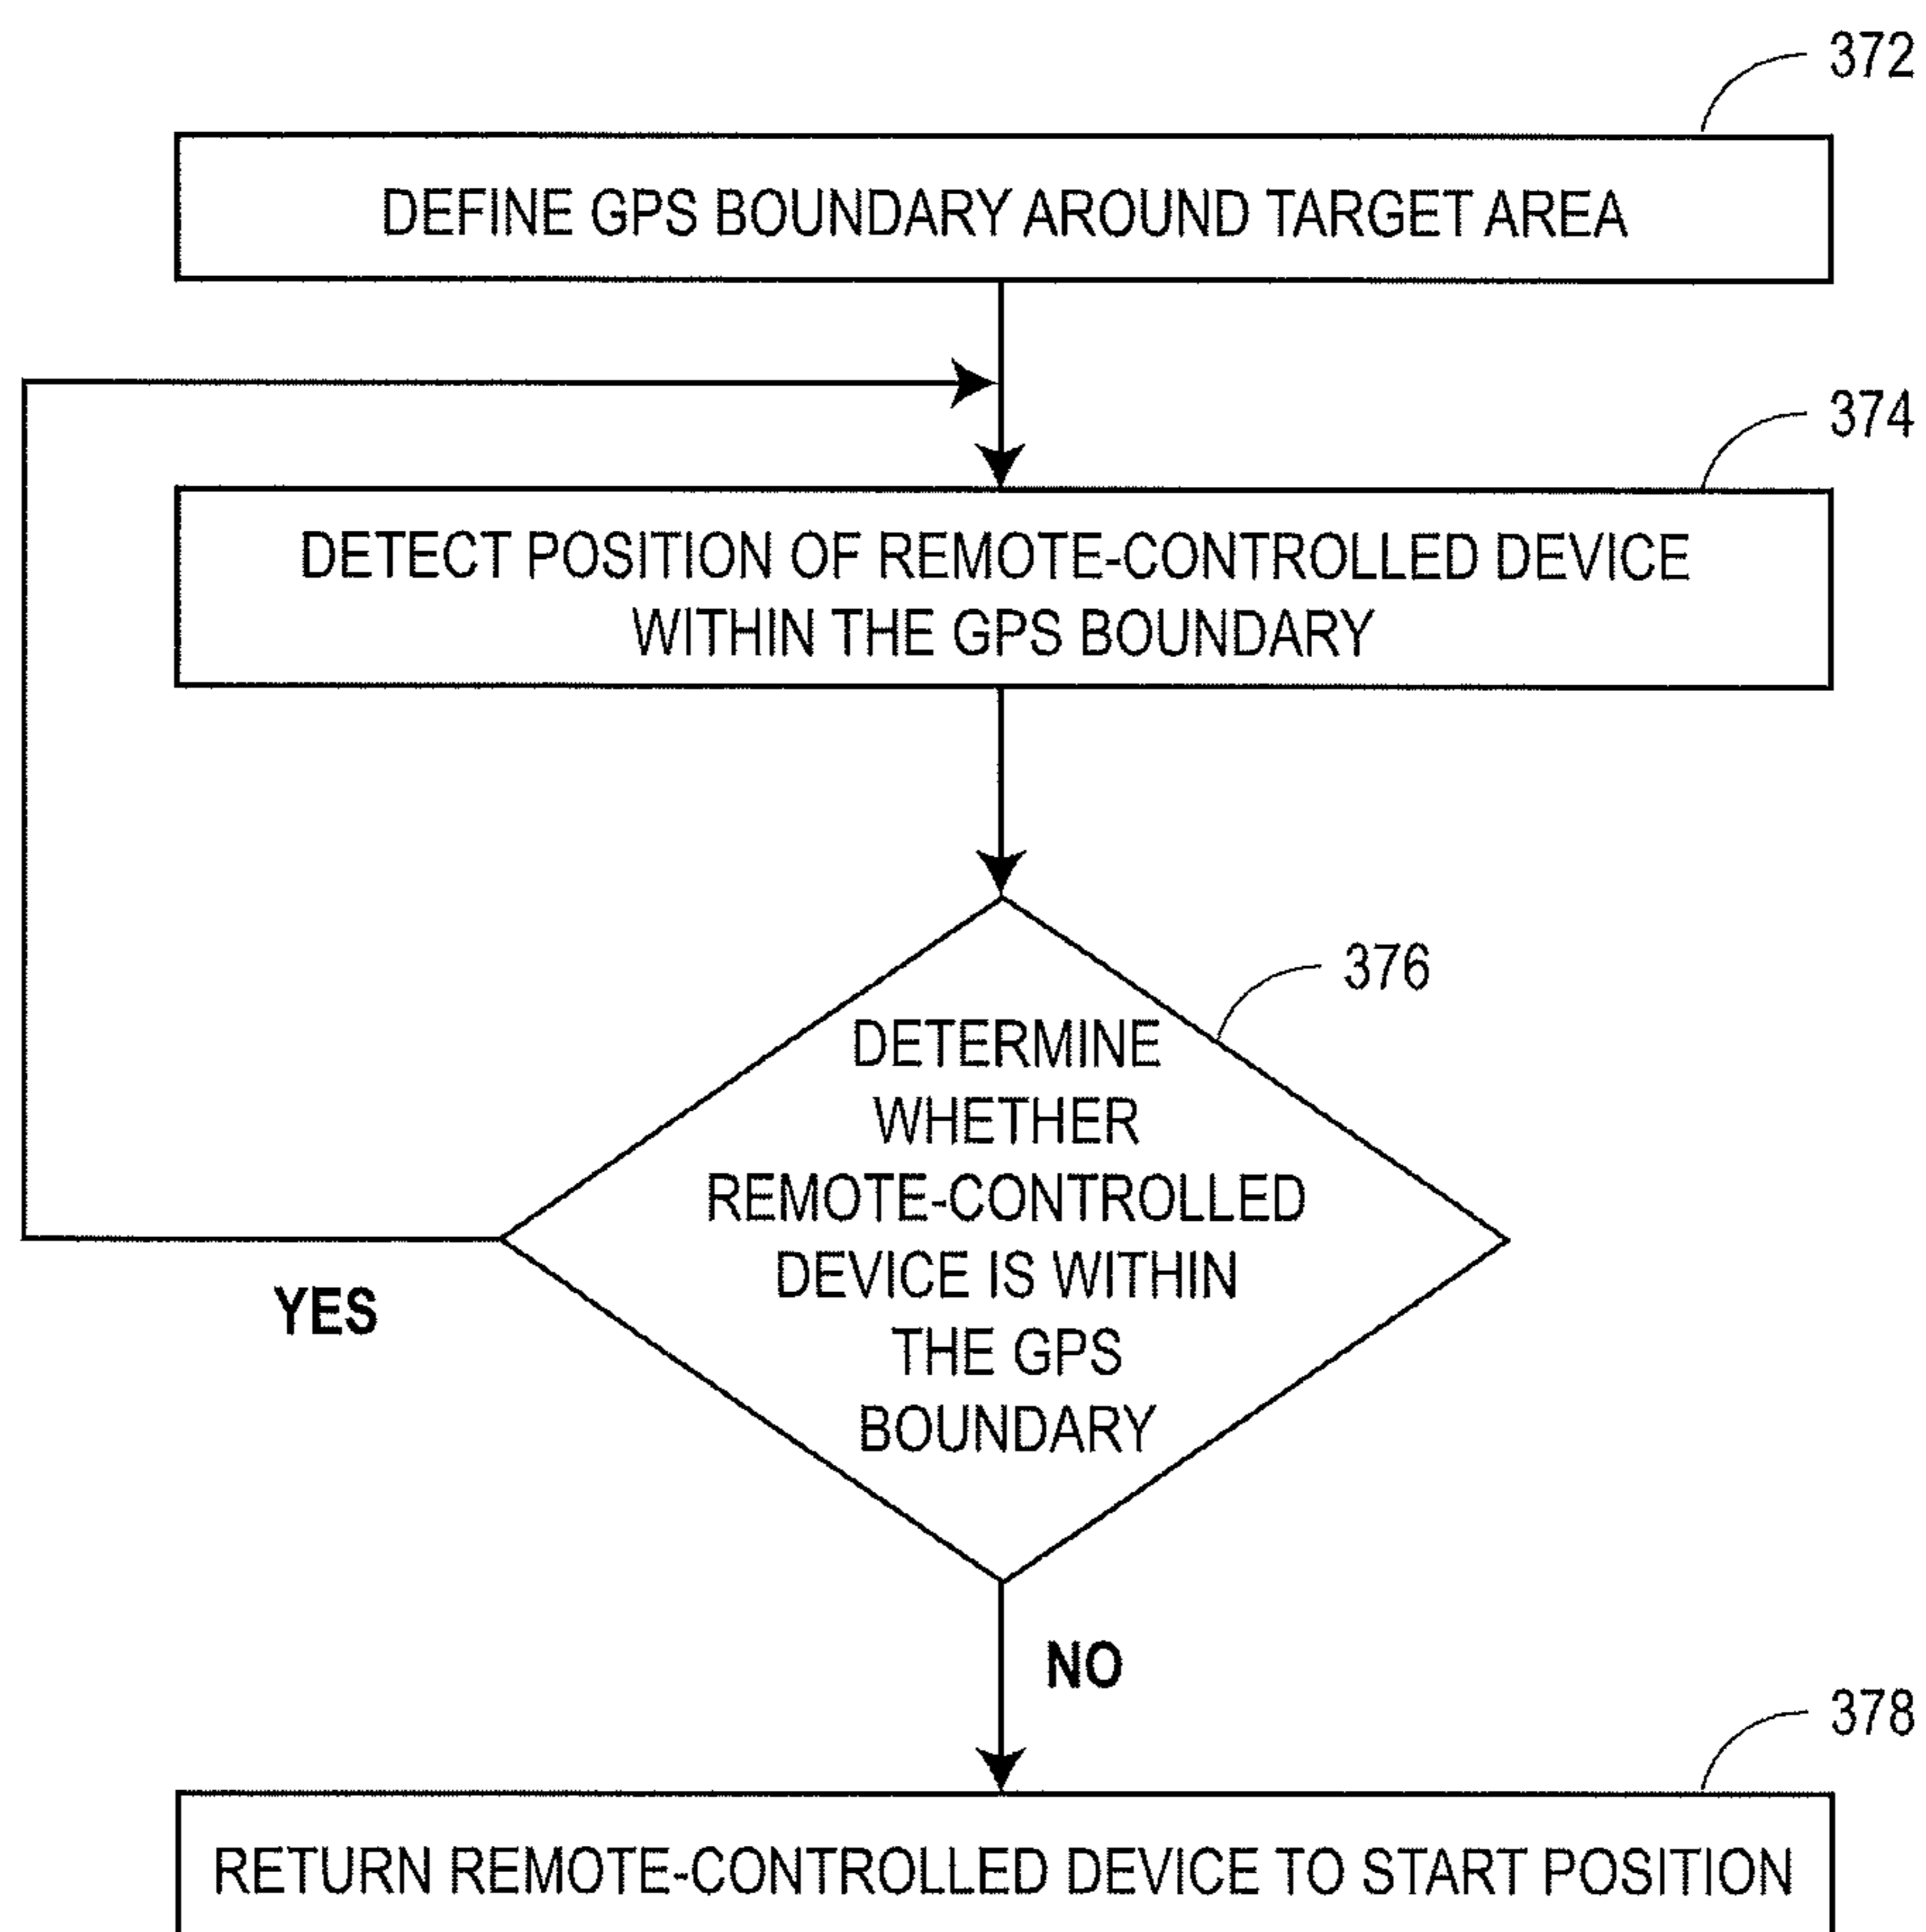 372
DEFINE GPS BOUNDARY AROUND TARGET AREA
374
DETECT POSITION OF REMOTE-CONTROLLED DEVICE
WITHIN THE GPS BOUNDARY
376
DETERMINE
WHETHER
REMOTE-CONTROLLED
DEVICE IS WITHIN
THE GPS
BOUNDARY
YES
NO
378
RETURN REMOTE-CONTROLLED DEVICE TO START POSITION